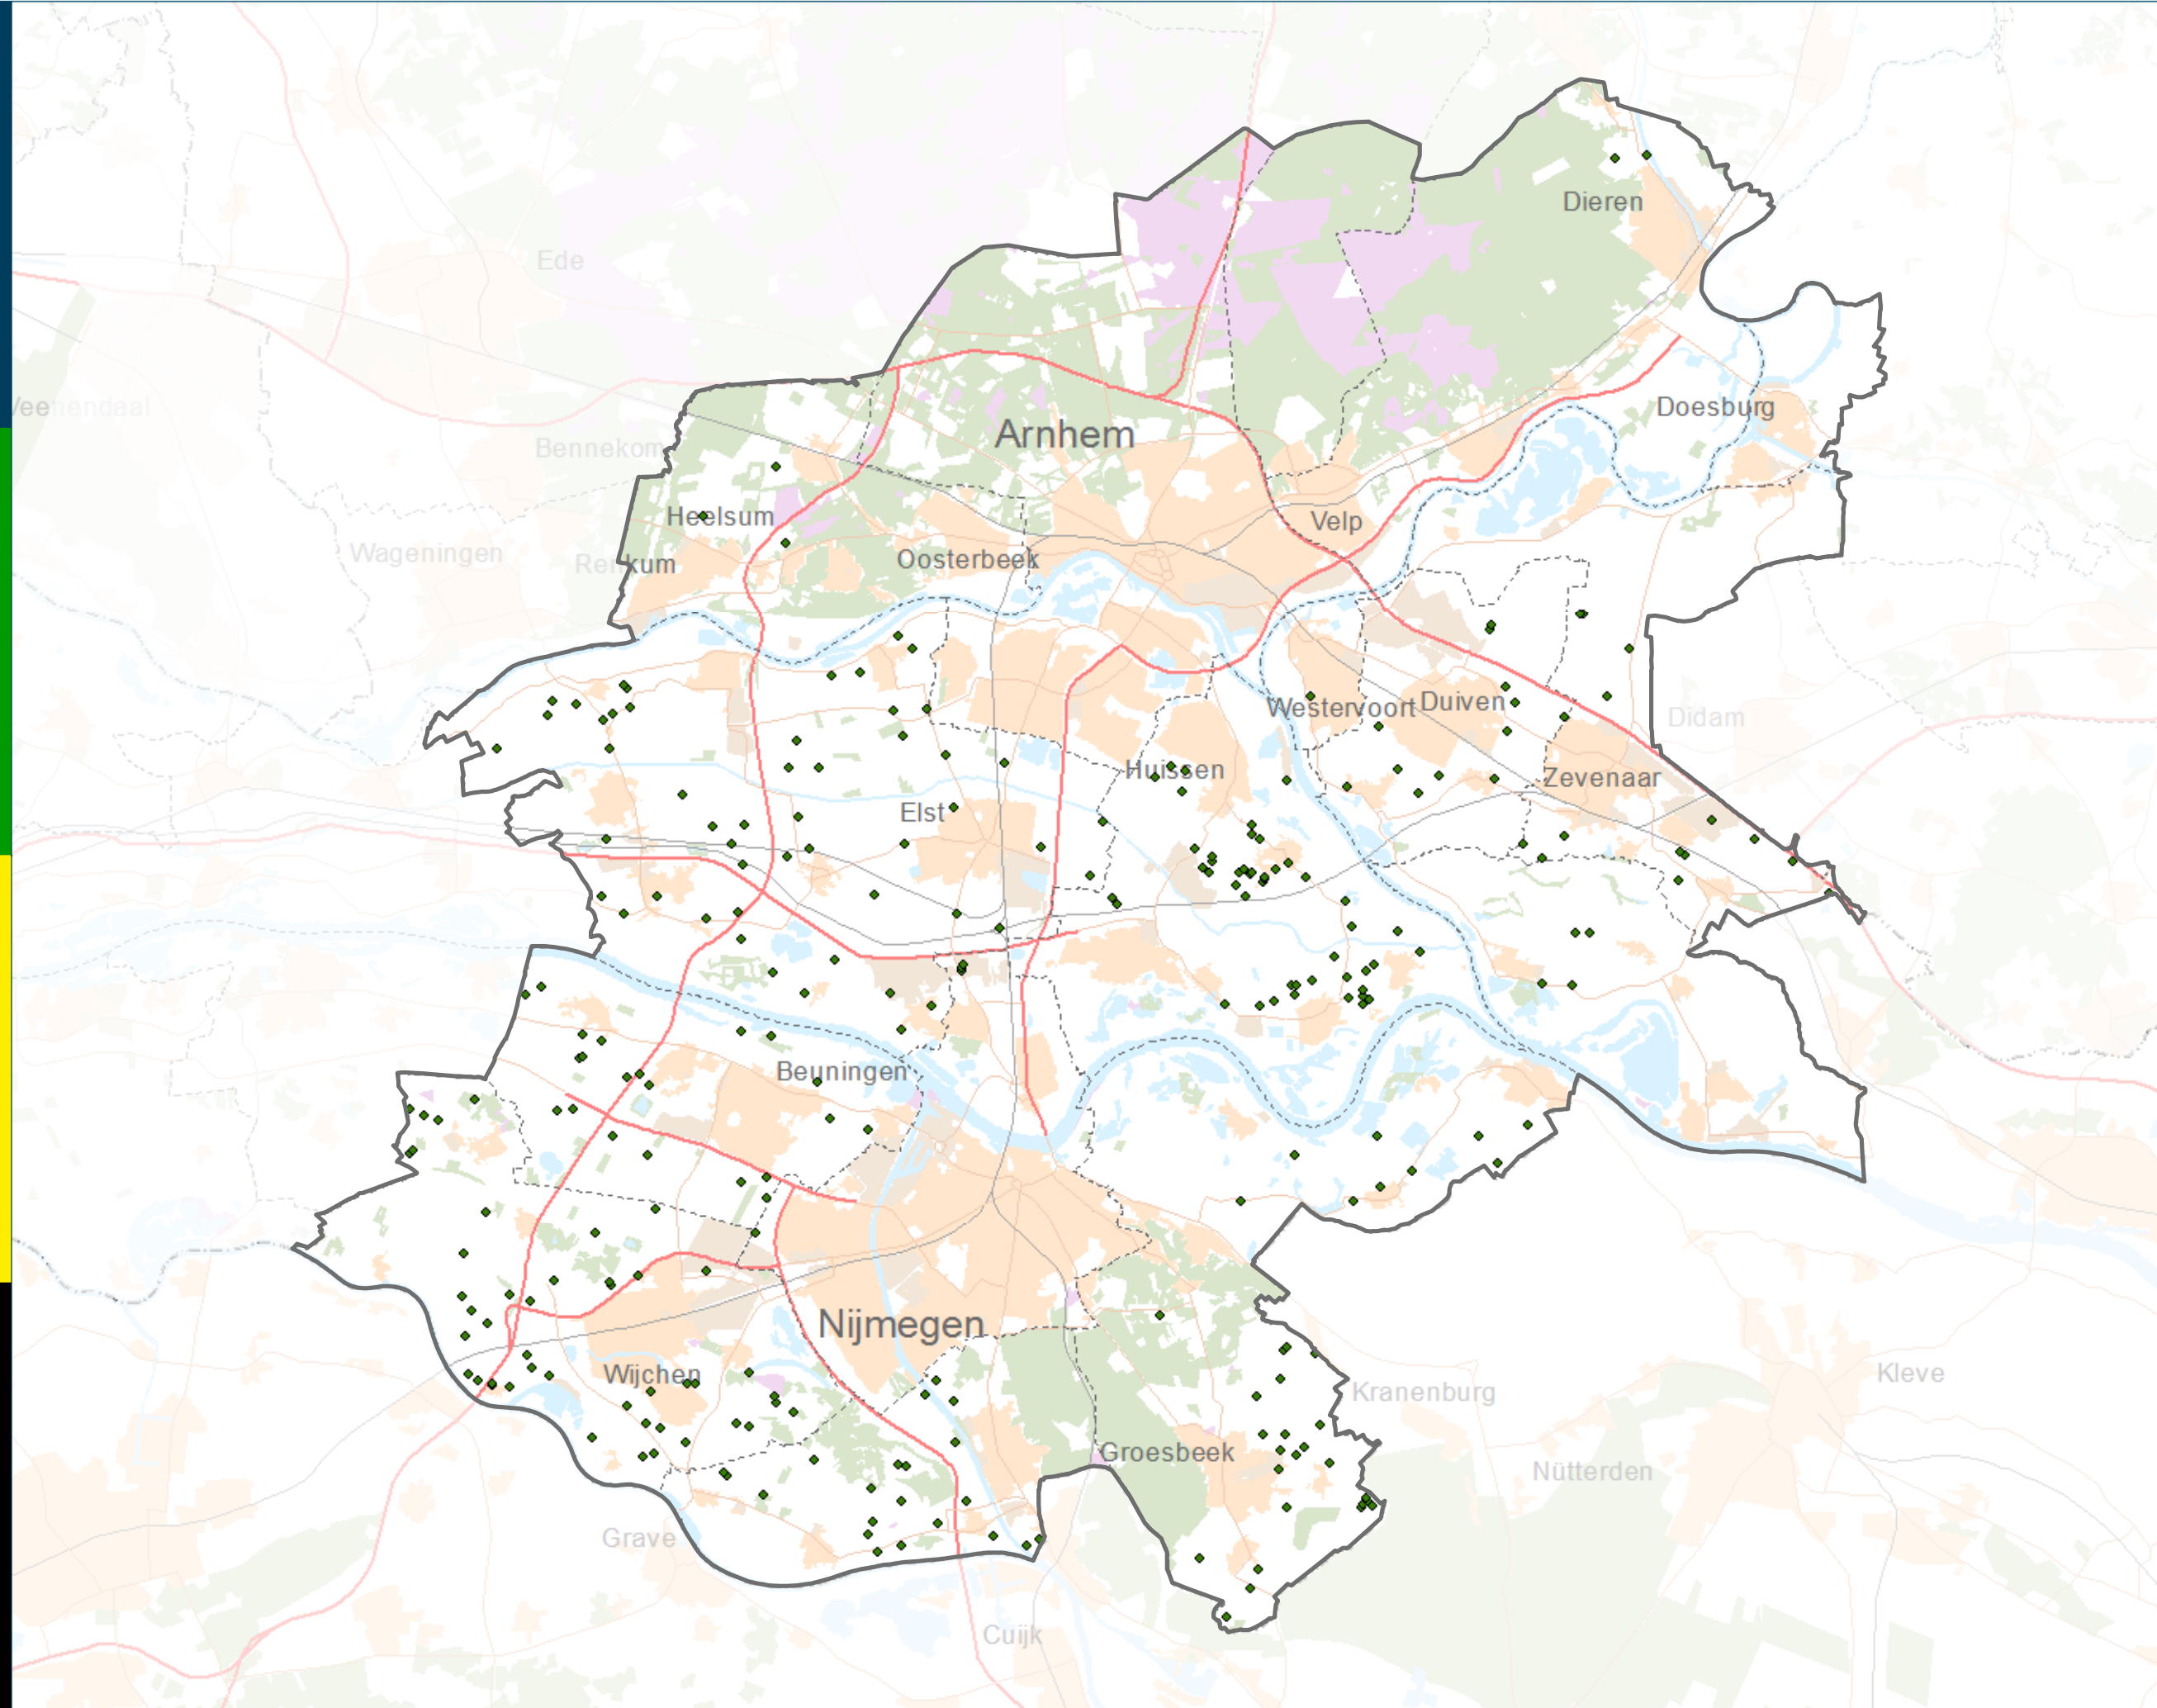 Dieren
Ede
Veenendaal
Doesburg
Arnhem
Bennekom
Heelsum
Velp
Wageningen
Oosterbeek
Renkum
Westervoort
Duiven
Didam
Huissen
Zevenaar
Elst
Beuningen
Nijmegen
Wijchen
Kleve
Kranenburg
Groesbeek
Nütterden
Grave
Cuijk